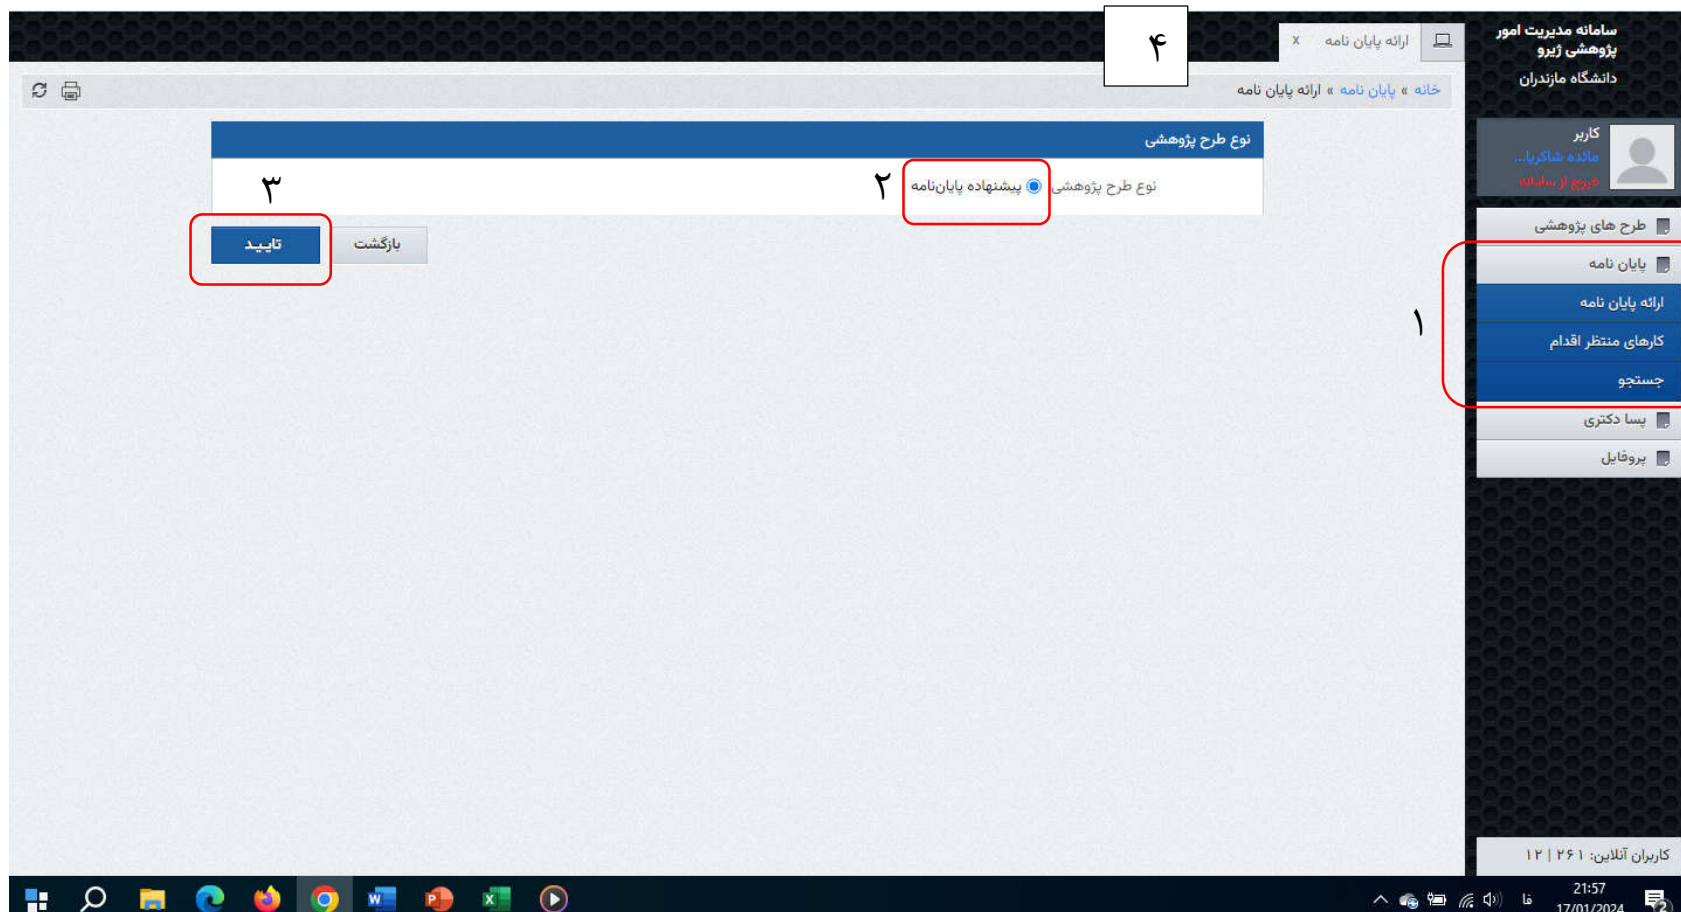 سامانه مدیریت امور
پژوهشی ژیرو
دانشگاه مازندران
ارائه پایان نامه x
۴
خانه » پایان نامه » ارائه پایان نامه
کاربر
مائده شاکریا...
خروج از سامانه
طرح های پژوهشی
پایان نامه
ارائه پایان نامه
کارهای منتظر اقدام
جستجو
پسا دکتری
پروفایل
۱
نوع طرح پژوهشی
نوع طرح پژوهشی پیشنهاده پایان‌نامه
۲
۳
بازگشت
تایید
کاربران آنلاین: ۲۶۱ | ۱۲
فا
21:57
17/01/2024
2